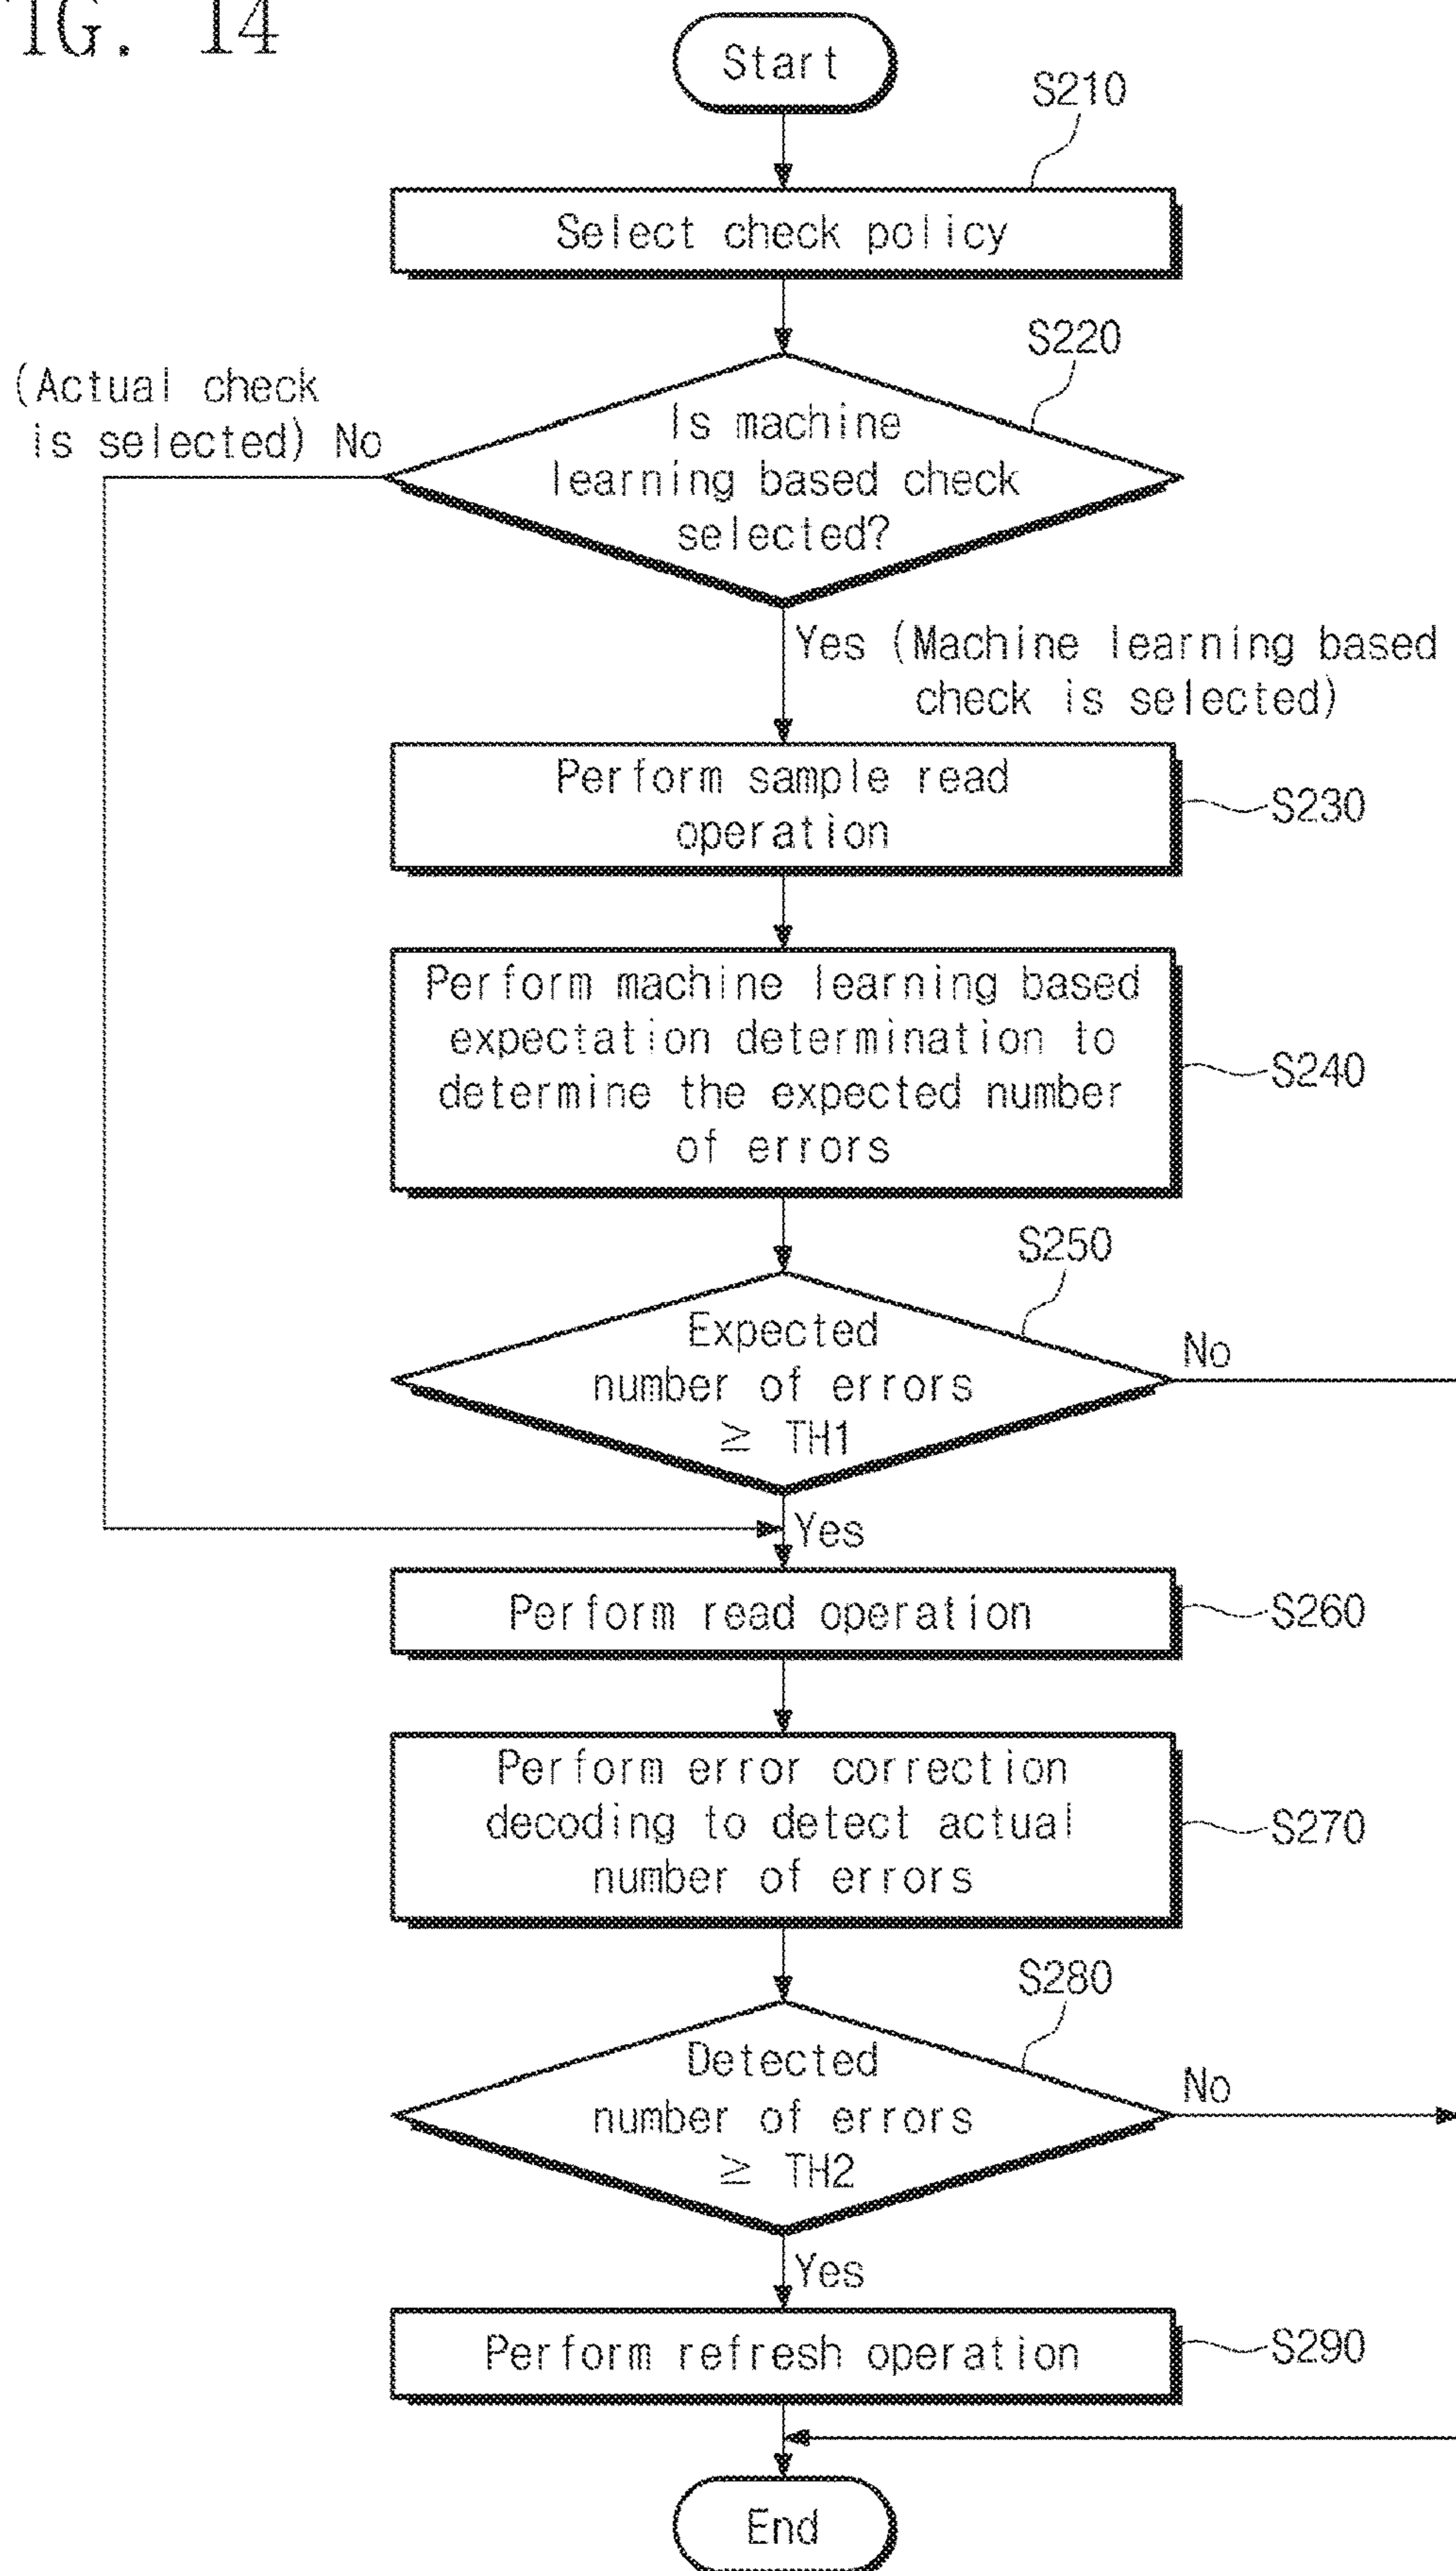 FIG. 14
Start
S210
Select check policy
S220
(Actual check
is selected) No
Is machine
learning based check
selected?
Yes (Machine learning based
check is selected)
Perform sample read
operation
S230
Perform machine learning based
expectation determination to
determine the expected number
of errors
S240
S250
Expected
number of errors
≥ TH1
No
Yes
Perform read operation
S260
Perform error correction
decoding to detect actual
number of errors
S270
S280
Detected
number of errors
≥ TH2
No
Yes
Perform refresh operation
S290
End